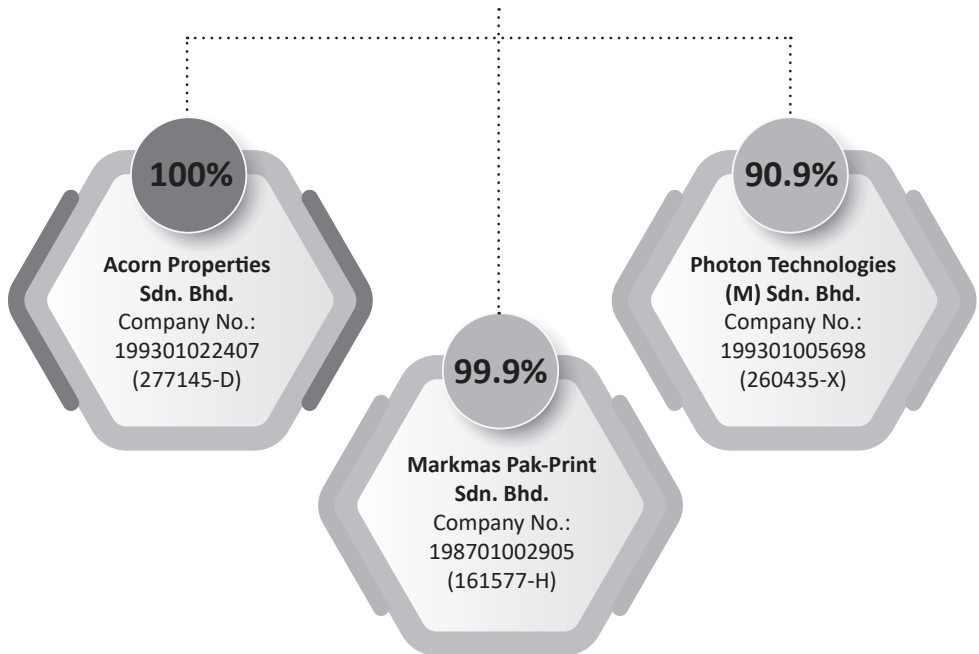 100%
Acorn Properties
Sdn. Bhd.
Company No.:
199301022407
(277145-D)
99.9%
Markmas Pak-Print
Sdn. Bhd.
Company No.:
198701002905
(161577-H)
90.9%
Photon Technologies
(M) Sdn. Bhd.
Company No.:
199301005698
(260435-X)